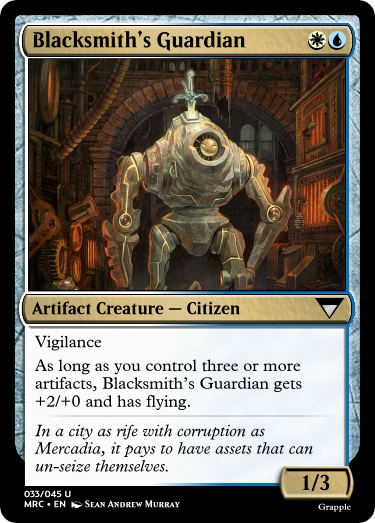 Blacksmith's Guardian
Artifact Creature — Citizen
Vigilance
As long as you control three or more
artifacts, Blacksmith's Guardian gets
+2/+0 and has flying.
In a city as rife with corruption as
Mercadia, it pays to have assets that can
un-seize themselves.
1/3
033/045 U
MRC • EN Sean Andrew Murray
Grapple